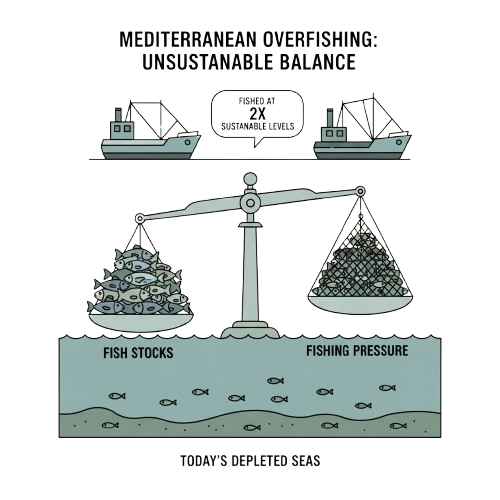 MEDITERRANEAN OVERFISHING:
UNSUSTANABLE BALANCE
FISHED AT
2X
SUSTANABLE LEVELS
FISH STOCKS
FISHING PRESSURE
TODAY'S DEPLETED SEAS